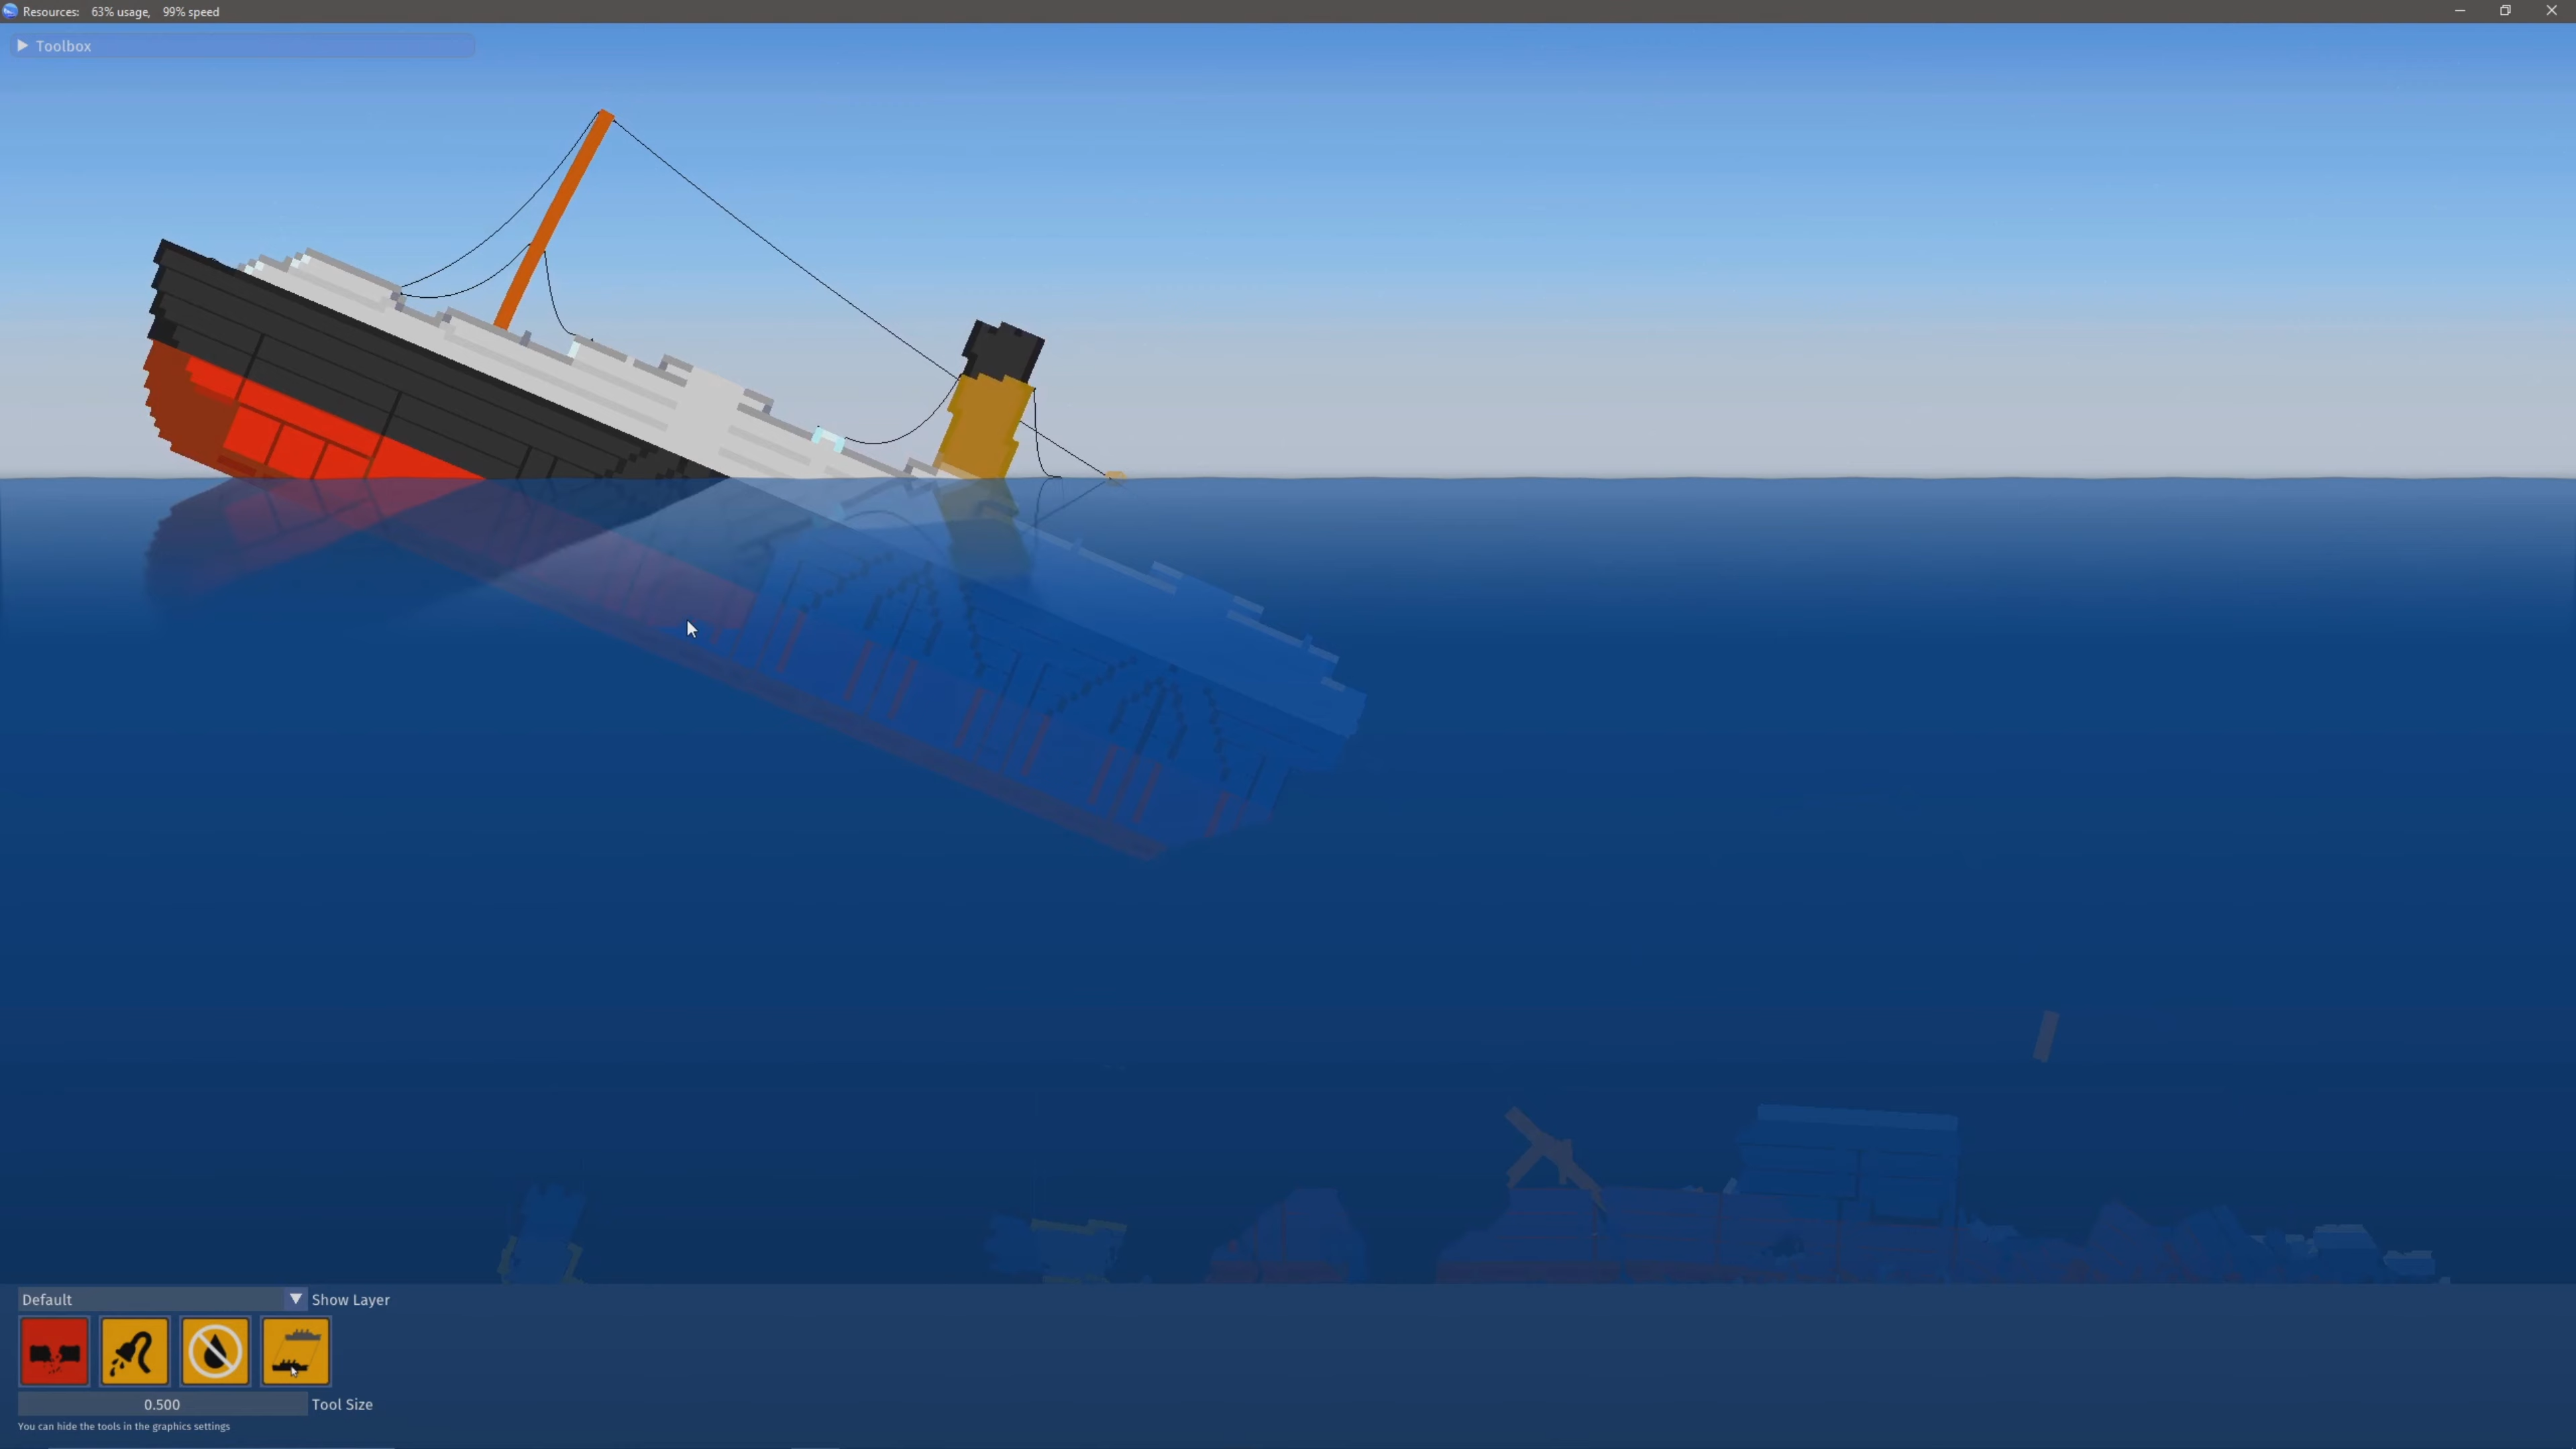 Resources: 63% usage, 99% speed
Toolbox
Default
Show Layer
0.500
Tool Size
You can hide the tools in the graphics settings